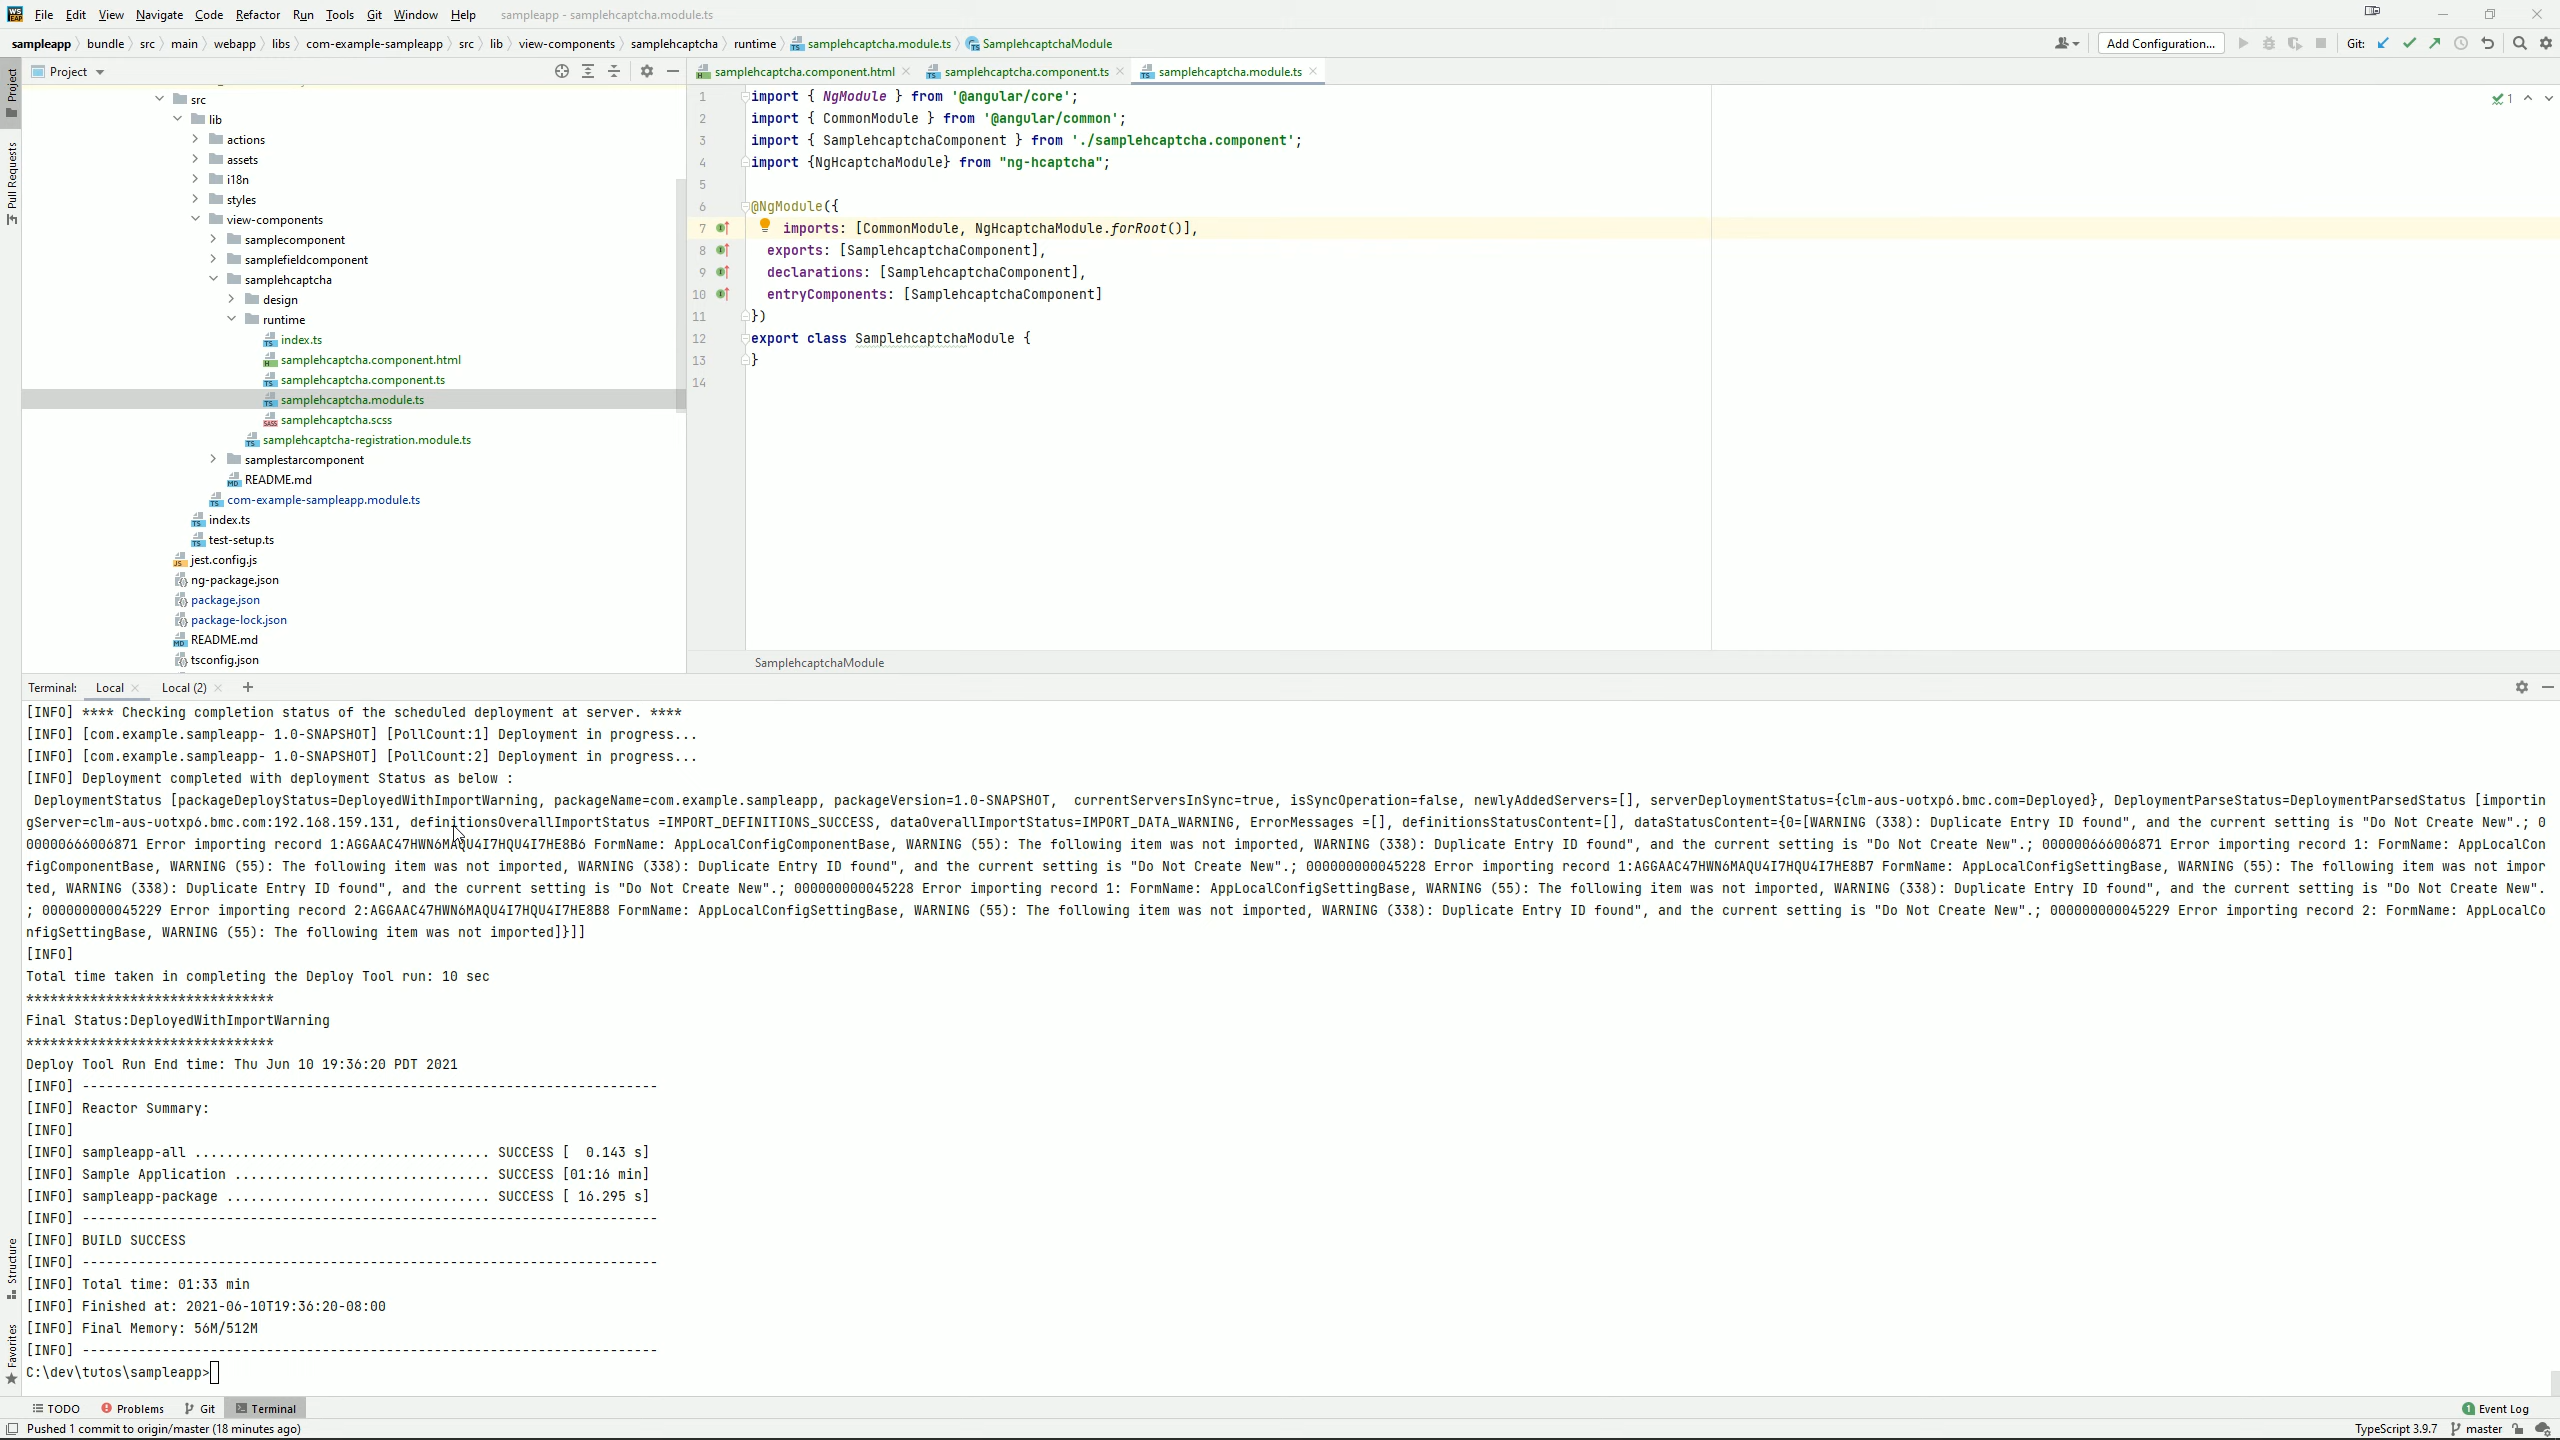 File Edit View Navigate Code Refactor Run Tools Git Window Help sampleapp - samplehcaptcha.module.ts
sampleapp bundle src main webapp libs com-example-sampleapp src lib view-components samplehcaptcha runtime samplehcaptcha.module.ts SamplehcaptchaModule Add Configuration... Git:
Project
samplehcaptcha.component.html samplehcaptcha.component.ts samplehcaptcha.module.ts
Project
Pull Requests
Structure
Favorites
src
lib
actions
assets
i18n
styles
view-components
samplecomponent
samplefieldcomponent
samplehcaptcha
design
runtime
index.ts
samplehcaptcha.component.html
samplehcaptcha.component.ts
samplehcaptcha.module.ts
samplehcaptcha.scss
samplehcaptcha-registration.module.ts
samplestarcomponent
README.md
com-example-sampleapp.module.ts
index.ts
test-setup.ts
jest.config.js
ng-package.json
package.json
package-lock.json
README.md
tsconfig.json
1 import { NgModule } from '@angular/core';
2 import { CommonModule } from '@angular/common';
3 import { SamplehcaptchaComponent } from './samplehcaptcha.component';
4 import {NgHcaptchaModule} from "ng-hcaptcha";
5
6 @NgModule({
7 imports: [CommonModule, NgHcaptchaModule.forRoot()],
8 exports: [SamplehcaptchaComponent],
9 declarations: [SamplehcaptchaComponent],
10 entryComponents: [SamplehcaptchaComponent]
11 })
12 export class SamplehcaptchaModule {
13 }
14
1
SamplehcaptchaModule
Terminal: Local Local (2) +
[INFO] **** Checking completion status of the scheduled deployment at server. ****
[INFO] [com.example.sampleapp- 1.0-SNAPSHOT] [PollCount:1] Deployment in progress...
[INFO] [com.example.sampleapp- 1.0-SNAPSHOT] [PollCount:2] Deployment in progress...
[INFO] Deployment completed with deployment Status as below :
DeploymentStatus [packageDeployStatus=DeployedWithImportWarning, packageName=com.example.sampleapp, packageVersion=1.0-SNAPSHOT, currentServersInSync=true, isSyncOperation=false, newlyAddedServers=[], serverDeploymentStatus={clm-aus-uotxp6.bmc.com=Deployed}, DeploymentParseStatus=DeploymentParsedStatus [importin
gServer=clm-aus-uotxp6.bmc.com:192.168.159.131, definitionsOverallImportStatus =IMPORT_DEFINITIONS_SUCCESS, dataOverallImportStatus=IMPORT_DATA_WARNING, ErrorMessages =[], definitionsStatusContent=[], dataStatusContent={0=[WARNING (338): Duplicate Entry ID found", and the current setting is "Do Not Create New".; 0
00000666006871 Error importing record 1:AGGAAC47HWN6MAQU4I7HQU4I7HE8B6 FormName: AppLocalConfigComponentBase, WARNING (55): The following item was not imported, WARNING (338): Duplicate Entry ID found", and the current setting is "Do Not Create New".; 000000666006871 Error importing record 1: FormName: AppLocalCon
figComponentBase, WARNING (55): The following item was not imported, WARNING (338): Duplicate Entry ID found", and the current setting is "Do Not Create New".; 000000000045228 Error importing record 1:AGGAAC47HWN6MAQU4I7HQU4I7HE8B7 FormName: AppLocalConfigSettingBase, WARNING (55): The following item was not impor
ted, WARNING (338): Duplicate Entry ID found", and the current setting is "Do Not Create New".; 000000000045228 Error importing record 1: FormName: AppLocalConfigSettingBase, WARNING (55): The following item was not imported, WARNING (338): Duplicate Entry ID found", and the current setting is "Do Not Create New".
; 000000000045229 Error importing record 2:AGGAAC47HWN6MAQU4I7HQU4I7HE8B8 FormName: AppLocalConfigSettingBase, WARNING (55): The following item was not imported, WARNING (338): Duplicate Entry ID found", and the current setting is "Do Not Create New".; 000000000045229 Error importing record 2: FormName: AppLocalCo
nfigSettingBase, WARNING (55): The following item was not imported]}]]
[INFO]
Total time taken in completing the Deploy Tool run: 10 sec
*******************************
Final Status:DeployedWithImportWarning
*******************************
Deploy Tool Run End time: Thu Jun 10 19:36:20 PDT 2021
[INFO] ------------------------------------------------------------------------
[INFO] Reactor Summary:
[INFO]
[INFO] sampleapp-all ..................................... SUCCESS [  0.143 s]
[INFO] Sample Application ................................ SUCCESS [01:16 min]
[INFO] sampleapp-package ................................. SUCCESS [ 16.295 s]
[INFO] ------------------------------------------------------------------------
[INFO] BUILD SUCCESS
[INFO] ------------------------------------------------------------------------
[INFO] Total time: 01:33 min
[INFO] Finished at: 2021-06-10T19:36:20-08:00
[INFO] Final Memory: 56M/512M
[INFO] ------------------------------------------------------------------------
C:\dev\tutos\sampleapp>
TODO Problems Git Terminal 1 Event Log
Pushed 1 commit to origin/master (18 minutes ago) TypeScript 3.9.7 master